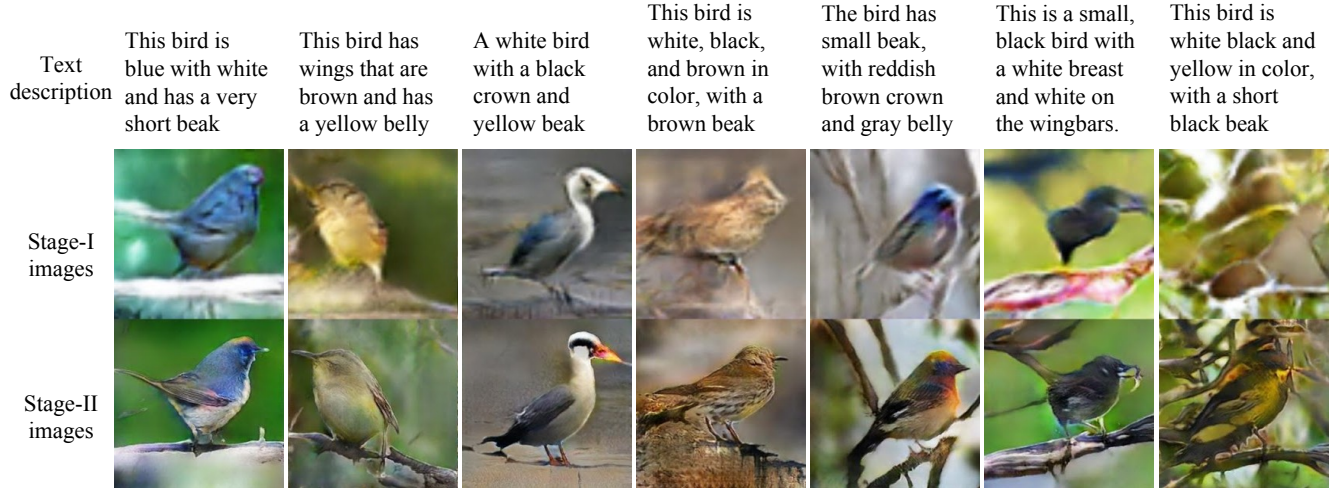 Text
description
This bird is
blue with white
and has a very
short beak
This bird has
wings that are
brown and has
a yellow belly
A white bird
with a black
crown and
yellow beak
This bird is
white, black,
and brown in
color, with a
brown beak
The bird has
small beak,
with reddish
brown crown
and gray belly
This is a small,
black bird with
a white breast
and white on
the wingbars.
This bird is
white black and
yellow in color,
with a short
black beak
Stage-I
images
Stage-II
images